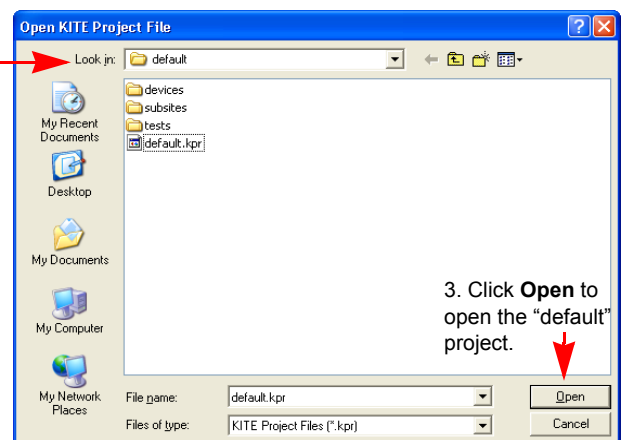 Open KITE Project File
Look in: default
devices
subsites
tests
default.kpr
My Recent
Documents
Desktop
My Documents
My Computer
My Network
Places
3. Click Open to
open the “default”
project.
File name: default.kpr Open
Files of type: KITE Project Files (*.kpr) Cancel